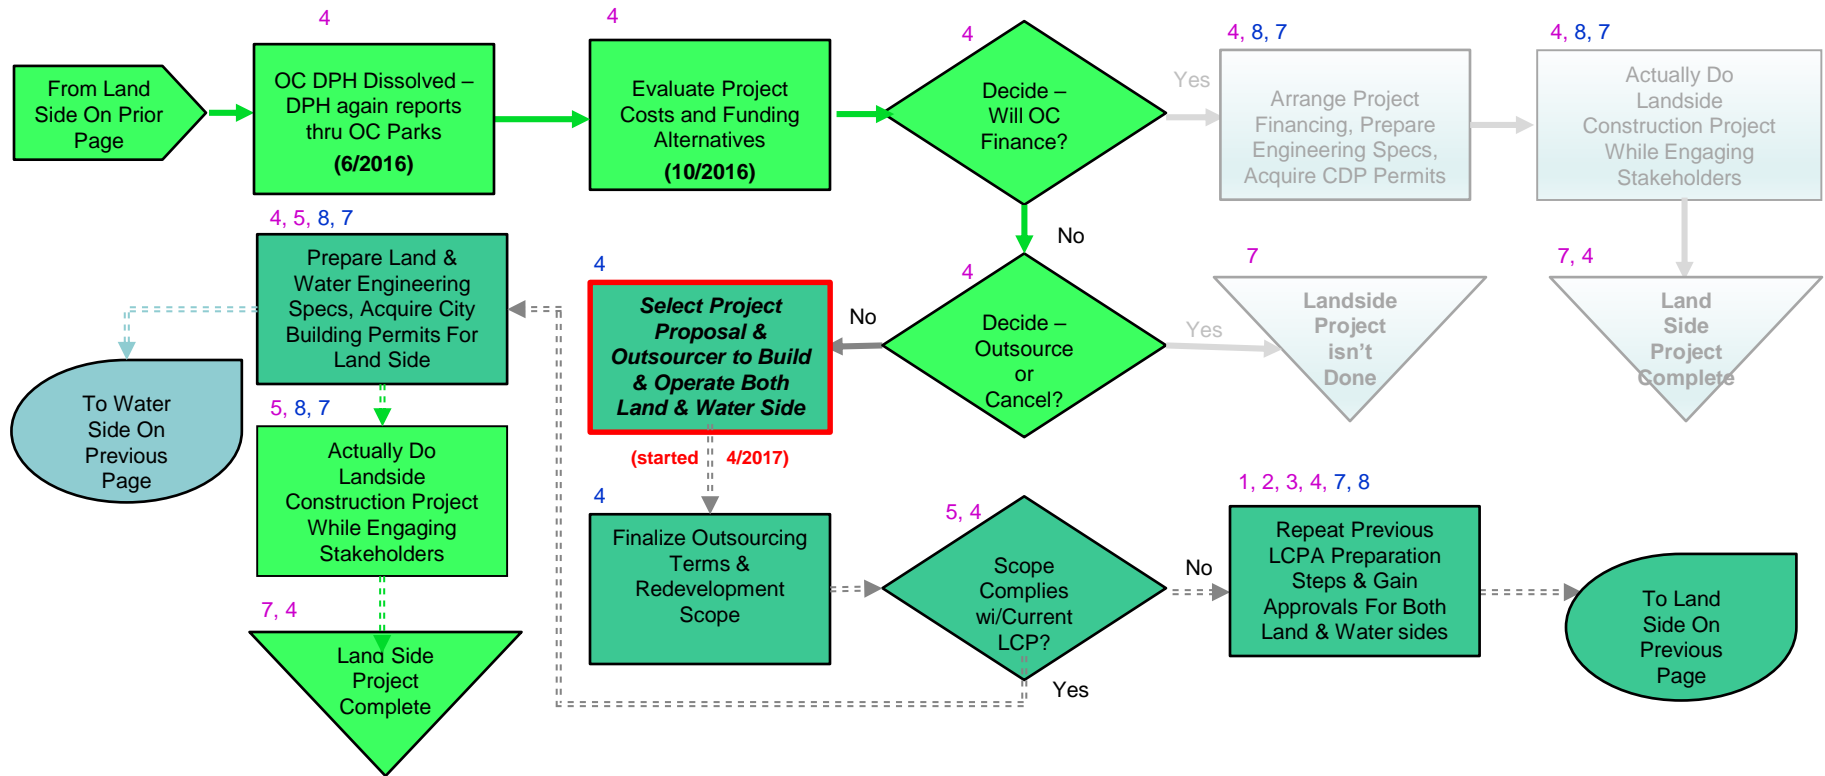 4
From Land
Side On Prior
Page
OC DPH Dissolved –
DPH again reports
thru OC Parks
(6/2016)
4
Evaluate Project
Costs and Funding
Alternatives
(10/2016)
4
Decide –
Will OC
Finance?
Yes
4, 8, 7
Arrange Project
Financing, Prepare
Engineering Specs,
Acquire CDP Permits
4, 8, 7
Actually Do
Landside
Construction Project
While Engaging
Stakeholders
No
4, 5, 8, 7
Prepare Land &
Water Engineering
Specs, Acquire City
Building Permits For
Land Side
4
Select Project
Proposal &
Outsourcer to Build
& Operate Both
Land & Water Side
(started 4/2017)
No
4
Decide –
Outsource
or
Cancel?
Yes
7
Landside
Project
isn't
Done
7, 4
Land
Side
Project
Complete
To Water
Side On
Previous
Page
5, 8, 7
Actually Do
Landside
Construction Project
While Engaging
Stakeholders
4
Finalize Outsourcing
Terms &
Redevelopment
Scope
5, 4
Scope
Complies
wi/Current
LCP?
No
Yes
1, 2, 3, 4, 7, 8
Repeat Previous
LCPA Preparation
Steps & Gain
Approvals For Both
Land & Water sides
To Land
Side On
Previous
Page
7, 4
Land Side
Project
Complete